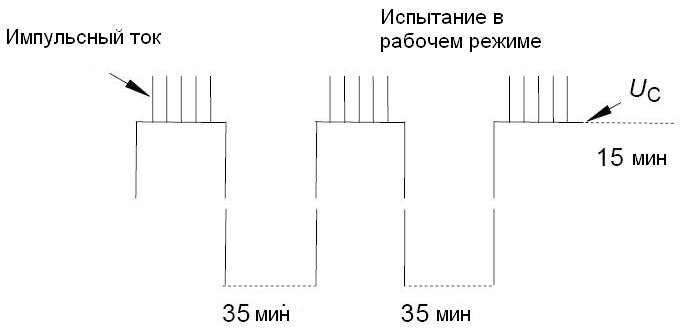 Импульсный ток
Испытание в
рабочем режиме
UC
15 мин
35 мин
35 мин